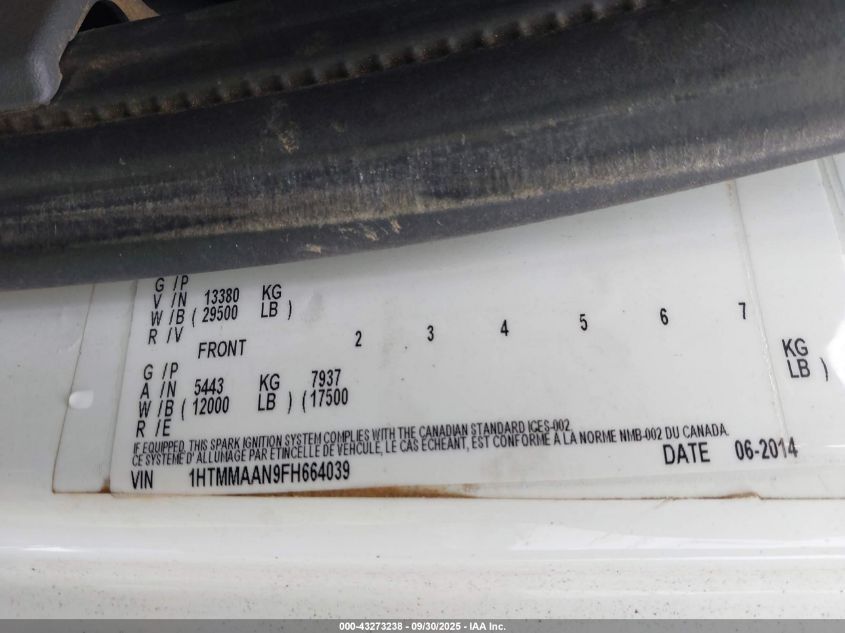 G / P
V / N 13380 KG
W / B ( 29500 LB )
R / V
FRONT 2 3 4 5 6 7
G / P
A / N 5443 KG 7937 KG
W / B ( 12000 LB ) ( 17500 LB )
R / E
IF EQUIPPED, THIS SPARK IGNITION SYSTEM COMPLIES WITH THE CANADIAN STANDARD ICES-002
CE SYSTEME D'ALLUMAGE PAR ETINCELLE DE VEHICULE, LE CAS ECHEANT, EST CONFORME A LA NORME NMB-002 DU CANADA.
VIN 1HTMMAAN9FH664039 DATE 06-2014
000-43273238 - 09/30/2025 - IAA Inc.